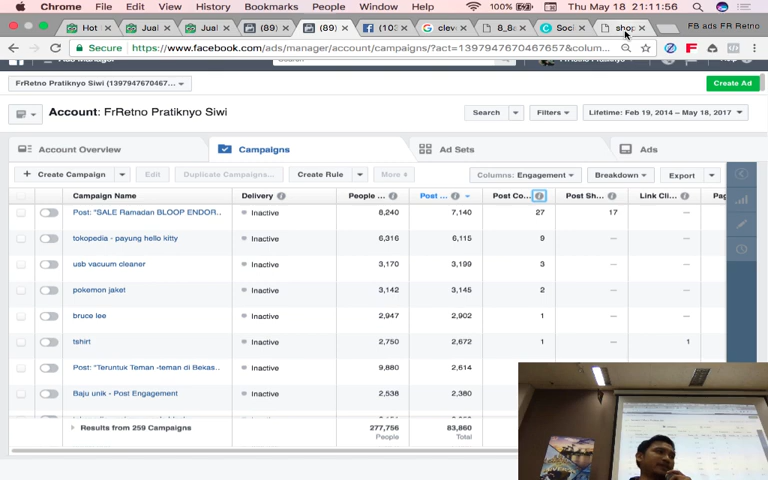 Chrome File Edit View History Bookmarks People Window Help 100% Thu May 18 21:11:56
Hot Jual Jual (89) (89) (10: cleve 8_8a Soci shop FB ads FR Retno
Secure https://www.facebook.com/ads/manager/account/campaigns/?act=1397947670467657&colum...
FrRetno Pratiknyo Siwi (139794767046765​7... Create Ad
Account: FrRetno Pratiknyo Siwi Search Filters Lifetime: Feb 19, 2014 – May 18, 2017
Account Overview Campaigns Ad Sets Ads
+ Create Campaign Edit Duplicate Campaigns... Create Rule More Columns: Engagement Breakdown Export
Campaign Name Delivery People ... Post ... Post Co... Post Sh... Link Cli... Pag
Post: "SALE Ramadan BLOOP ENDOR... Inactive 8,240 7,140 27 17 —
tokopedia - payung hello kitty Inactive 6,316 6,115 9 — —
usb vacuum cleaner Inactive 3,170 3,199 3 — —
pokemon jaket Inactive 3,142 3,145 2 — —
bruce lee Inactive 2,947 2,902 1 — —
tshirt Inactive 2,750 2,672 1 — 1
Post: "Teruntuk Teman -teman di Bekas... Inactive 9,880 2,614
Baju unik - Post Engagement Inactive 2,538 2,380
Results from 259 Campaigns 277,756 83,860
People Total